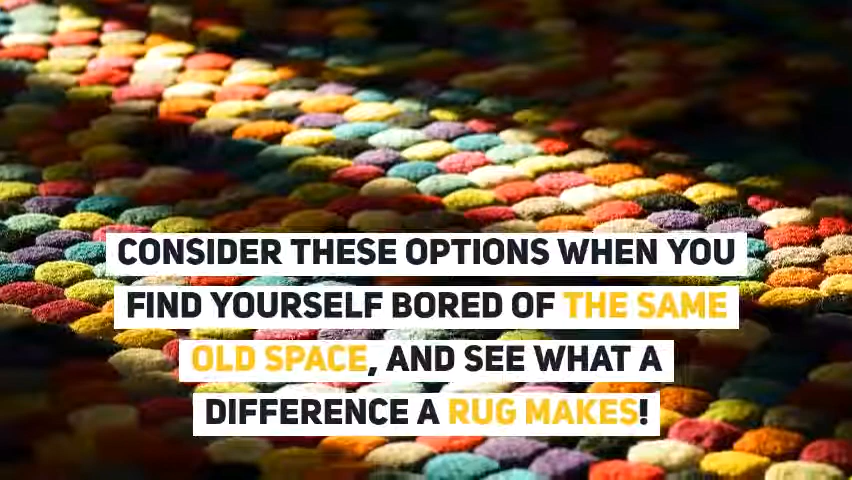 CONSIDER THESE OPTIONS WHEN YOU
FIND YOURSELF BORED OF THE SAME
OLD SPACE, AND SEE WHAT A
DIFFERENCE A RUG MAKES!